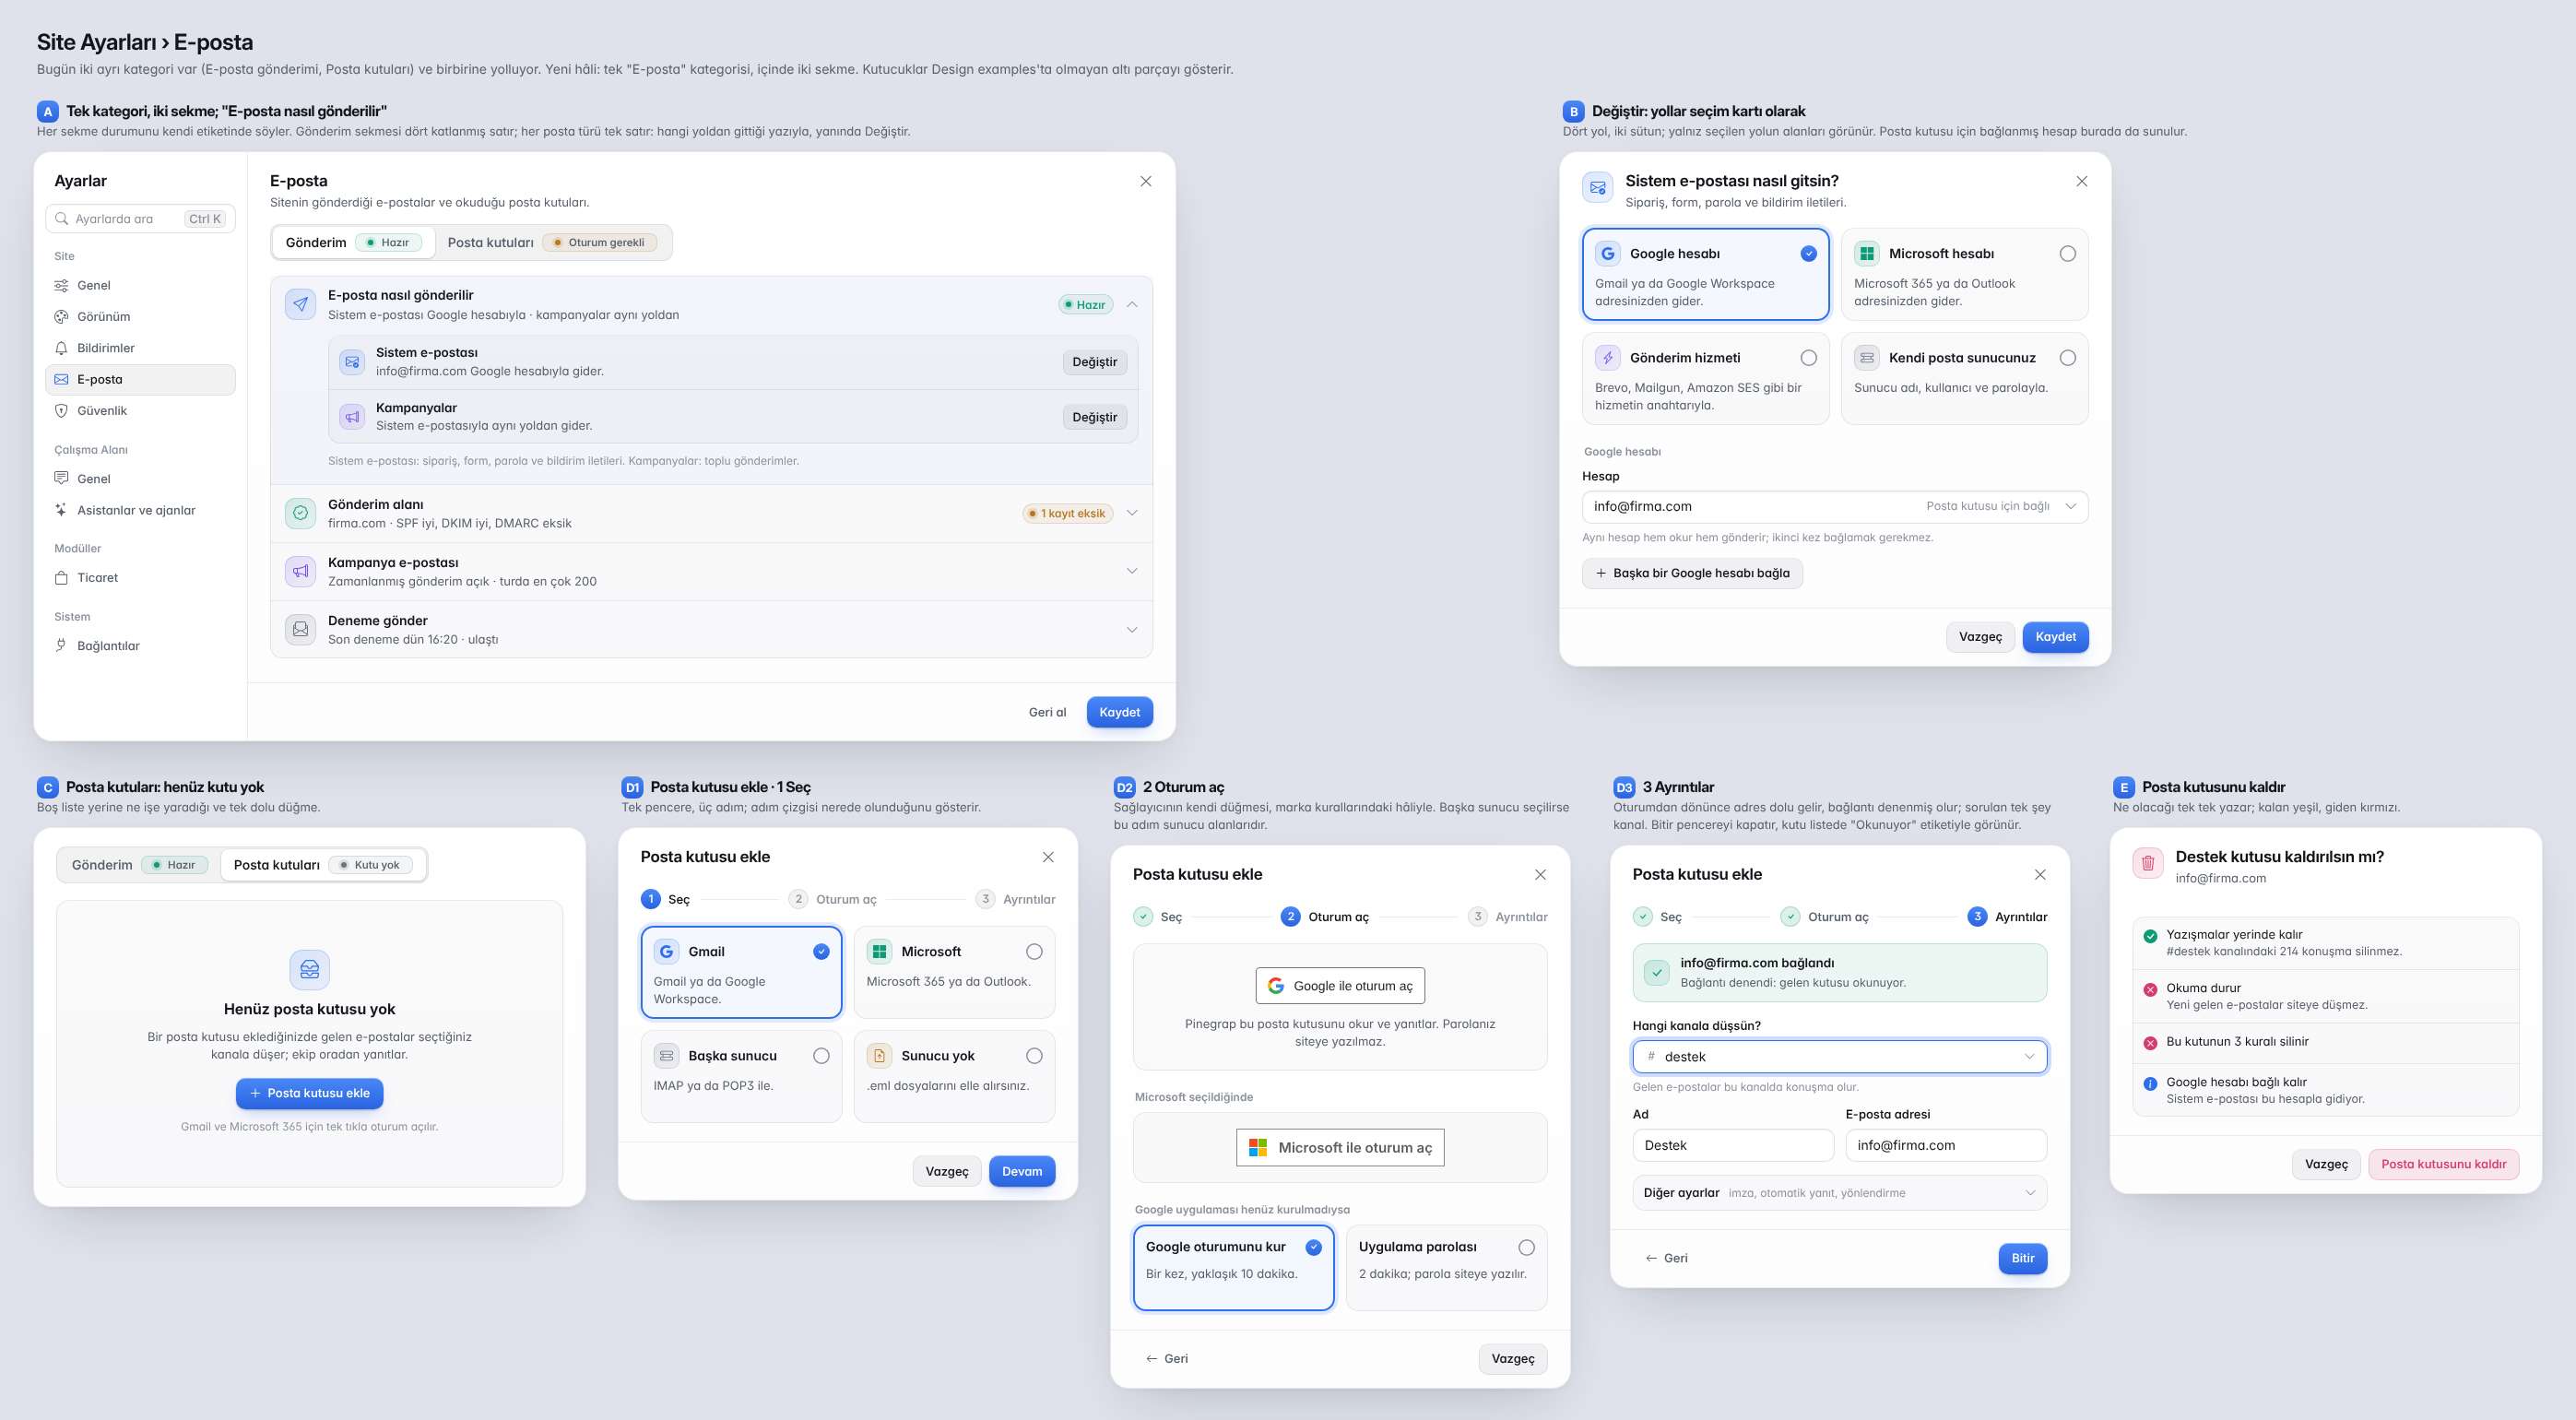 Site Ayarları › E-posta
Bugün iki ayrı kategori var (E-posta gönderimi, Posta kutuları) ve birbirine yolluyor. Yeni hâli: tek "E-posta" kategorisi, içinde iki sekme. Kutucuklar Design examples'ta olmayan altı parçayı gösterir.
A Tek kategori, iki sekme; "E-posta nasıl gönderilir"
Her sekme durumunu kendi etiketinde söyler. Gönderim sekmesi dört katlanmış satır; her posta türü tek satır: hangi yoldan gittiği yazıyla, yanında Değiştir.
Ayarlar
Ayarlarda ara Ctrl K
Site
Genel
Görünüm
Bildirimler
E-posta
Güvenlik
Çalışma Alanı
Genel
Asistanlar ve ajanlar
Modüller
Ticaret
Sistem
Bağlantılar
E-posta
Sitenin gönderdiği e-postalar ve okuduğu posta kutuları.
Gönderim Hazır Posta kutuları Oturum gerekli
E-posta nasıl gönderilir
Sistem e-postası Google hesabıyla · kampanyalar aynı yoldan
Hazır
Sistem e-postası
info@firma.com Google hesabıyla gider.
Değiştir
Kampanyalar
Sistem e-postasıyla aynı yoldan gider.
Değiştir
Sistem e-postası: sipariş, form, parola ve bildirim iletileri. Kampanyalar: toplu gönderimler.
Gönderim alanı
firma.com · SPF iyi, DKIM iyi, DMARC eksik
1 kayıt eksik
Kampanya e-postası
Zamanlanmış gönderim açık · turda en çok 200
Deneme gönder
Son deneme dün 16:20 · ulaştı
Geri al Kaydet
B Değiştir: yollar seçim kartı olarak
Dört yol, iki sütun; yalnız seçilen yolun alanları görünür. Posta kutusu için bağlanmış hesap burada da sunulur.
Sistem e-postası nasıl gitsin?
Sipariş, form, parola ve bildirim iletileri.
Google hesabı
Gmail ya da Google Workspace
adresinizden gider.
Microsoft hesabı
Microsoft 365 ya da Outlook
adresinizden gider.
Gönderim hizmeti
Brevo, Mailgun, Amazon SES gibi bir
hizmetin anahtarıyla.
Kendi posta sunucunuz
Sunucu adı, kullanıcı ve parolayla.
Google hesabı
Hesap
info@firma.com Posta kutusu için bağlı
Aynı hesap hem okur hem gönderir; ikinci kez bağlamak gerekmez.
+ Başka bir Google hesabı bağla
Vazgeç Kaydet
C Posta kutuları: henüz kutu yok
Boş liste yerine ne işe yaradığı ve tek dolu düğme.
Gönderim Hazır Posta kutuları Kutu yok
Henüz posta kutusu yok
Bir posta kutusu eklediğinizde gelen e-postalar seçtiğiniz
kanala düşer; ekip oradan yanıtlar.
+ Posta kutusu ekle
Gmail ve Microsoft 365 için tek tıkla oturum açılır.
D1 Posta kutusu ekle · 1 Seç
Tek pencere, üç adım; adım çizgisi nerede olunduğunu gösterir.
Posta kutusu ekle
1 Seç 2 Oturum aç 3 Ayrıntılar
Gmail
Gmail ya da Google
Workspace.
Microsoft
Microsoft 365 ya da Outlook.
Başka sunucu
IMAP ya da POP3 ile.
Sunucu yok
.eml dosyalarını elle alırsınız.
Vazgeç Devam
D2 2 Oturum aç
Sağlayıcının kendi düğmesi, marka kurallarındaki hâliyle. Başka sunucu seçilirse
bu adım sunucu alanlarıdır.
Posta kutusu ekle
Seç 2 Oturum aç 3 Ayrıntılar
Google ile oturum aç
Pinegrap bu posta kutusunu okur ve yanıtlar. Parolanız
siteye yazılmaz.
Microsoft seçildiğinde
Microsoft ile oturum aç
Google uygulaması henüz kurulmadıysa
Google oturumunu kur
Bir kez, yaklaşık 10 dakika.
Uygulama parolası
2 dakika; parola siteye yazılır.
← Geri Vazgeç
D3 3 Ayrıntılar
Oturumdan dönünce adres dolu gelir, bağlantı denenmiş olur; sorulan tek şey
kanal. Bitir pencereyi kapatır, kutu listede "Okunuyor" etiketiyle görünür.
Posta kutusu ekle
Seç Oturum aç 3 Ayrıntılar
info@firma.com bağlandı
Bağlantı denendi: gelen kutusu okunuyor.
Hangi kanala düşsün?
# destek
Gelen e-postalar bu kanalda konuşma olur.
Ad E-posta adresi
Destek info@firma.com
Diğer ayarlar imza, otomatik yanıt, yönlendirme
← Geri Bitir
E Posta kutusunu kaldır
Ne olacağı tek tek yazar; kalan yeşil, giden kırmızı.
Destek kutusu kaldırılsın mı?
info@firma.com
Yazışmalar yerinde kalır
#destek kanalındaki 214 konuşma silinmez.
Okuma durur
Yeni gelen e-postalar siteye düşmez.
Bu kutunun 3 kuralı silinir
Google hesabı bağlı kalır
Sistem e-postası bu hesapla gidiyor.
Vazgeç Posta kutusunu kaldır